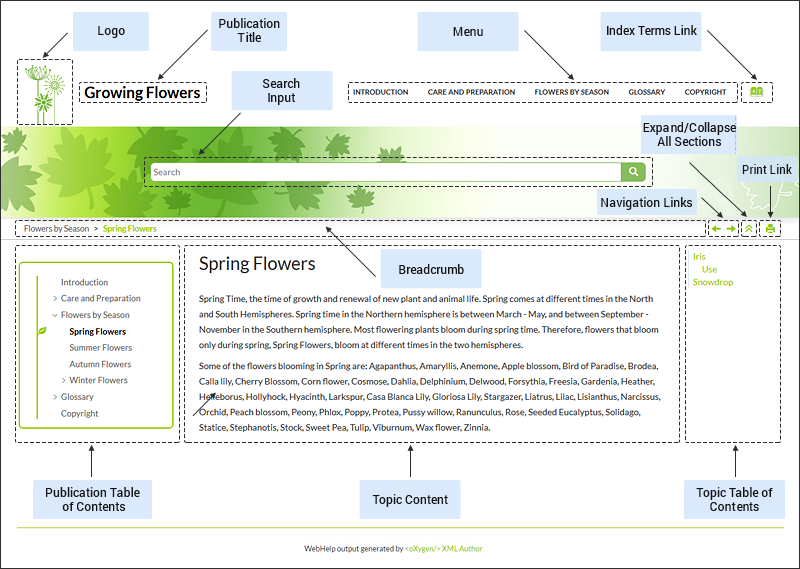 Logo
Publication
Title
Menu
Index Terms Link
Search
Input
Growing Flowers
INTRODUCTION CARE AND PREPARATION FLOWERS BY SEASON GLOSSARY COPYRIGHT
Expand/Collapse
All Sections
Print Link
Search
Navigation Links
Flowers by Season > Spring Flowers
Breadcrumb
Introduction
Care and Preparation
Flowers by Season
Spring Flowers
Summer Flowers
Autumn Flowers
Winter Flowers
Glossary
Copyright
Spring Flowers
Spring Time, the time of growth and renewal of new plant and animal life. Spring comes at different times in the North
and South Hemispheres. Spring time in the Northern hemisphere is between March - May, and between September -
November in the Southern hemisphere. Most flowering plants bloom during spring time. Therefore, flowers that bloom
only during spring, Spring Flowers, bloom at different times in the two hemispheres.
Some of the flowers blooming in Spring are: Agapanthus, Amaryllis, Anemone, Apple blossom, Bird of Paradise, Brodea,
Calla lily, Cherry Blossom, Corn flower, Cosmose, Dahlia, Delphinium, Delwood, Forsythia, Freesia, Gardenia, Heather,
Helleborus, Hollyhock, Hyacinth, Larkspur, Casa Blanca Lily, Gloriosa Lily, Stargazer, Liatrus, Lilac, Lisianthus, Narcissus,
Orchid, Peach blossom, Peony, Phlox, Poppy, Protea, Pussy willow, Ranunculus, Rose, Seeded Eucalyptus, Solidago,
Statice, Stephanotis, Stock, Sweet Pea, Tulip, Viburnum, Wax flower, Zinnia.
Iris
Use
Snowdrop
Publication Table
of Contents
Topic Content
Topic Table of
Contents
WebHelp output generated by <oXygen/> XML Author